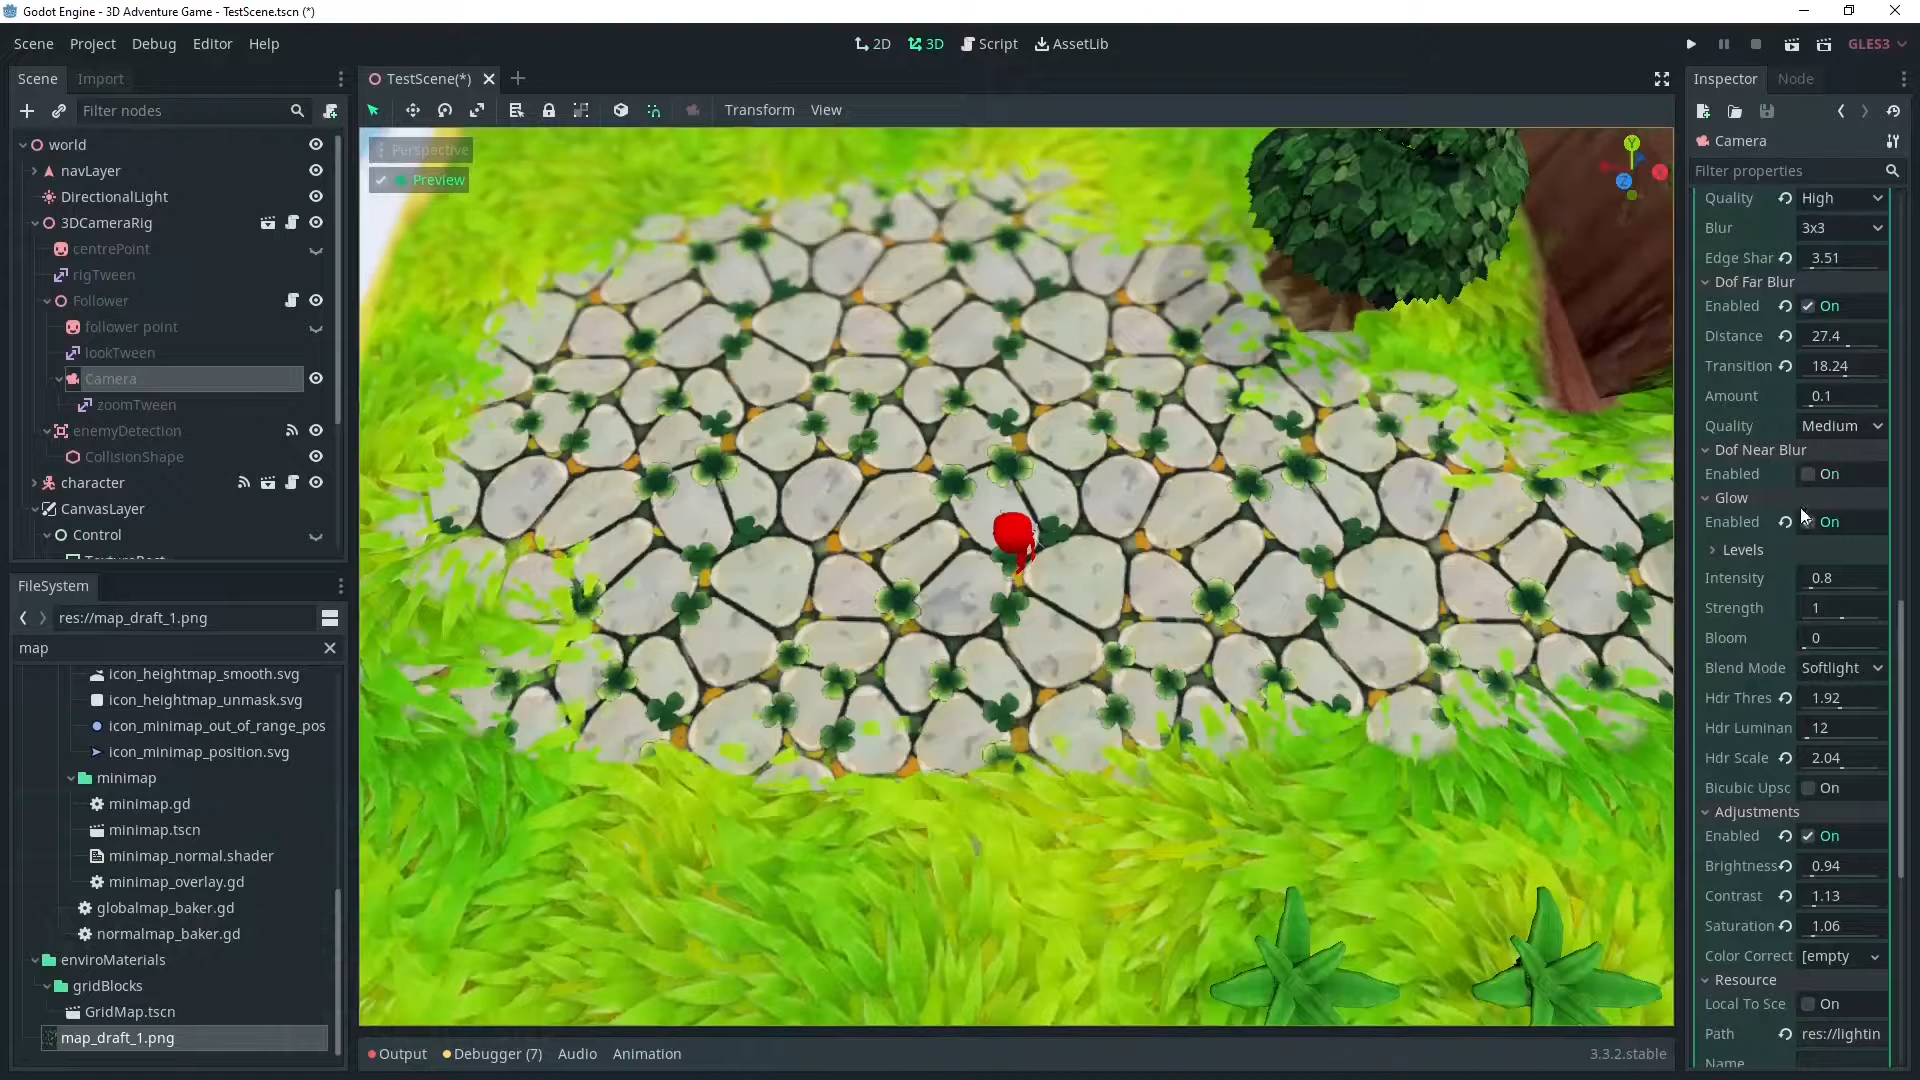 Godot Engine - 3D Adventure Game - TestScene.tscn (*)
Scene Project Debug Editor Help
2D 3D Script AssetLib
GLES3
Scene Import
Filter nodes
world
navLayer
DirectionalLight
3DCameraRig
centrePoint
rigTween
Follower
follower point
lookTween
Camera
zoomTween
enemyDetection
CollisionShape
character
CanvasLayer
Control
FileSystem
res://map_draft_1.png
map
icon_heightmap_smooth.svg
icon_heightmap_unmask.svg
icon_minimap_out_of_range_pos
icon_minimap_position.svg
minimap
minimap.gd
minimap.tscn
minimap_normal.shader
minimap_overlay.gd
globalmap_baker.gd
normalmap_baker.gd
enviroMaterials
gridBlocks
GridMap.tscn
map_draft_1.png
TestScene(*)
Transform View
Perspective
Preview
Y
X
Z
Output Debugger (7) Audio Animation
3.3.2.stable
Inspector Node
Camera
Filter properties
Quality High
Blur 3x3
Edge Shar 3.51
Dof Far Blur
Enabled On
Distance 27.4
Transition 18.24
Amount 0.1
Quality Medium
Dof Near Blur
Enabled On
Glow
Enabled On
Levels
Intensity 0.8
Strength 1
Bloom 0
Blend Mode Softlight
Hdr Thres 1.92
Hdr Luminan 12
Hdr Scale 2.04
Bicubic Upsc On
Adjustments
Enabled On
Brightness 0.94
Contrast 1.13
Saturation 1.06
Color Correct [empty
Resource
Local To Sce On
Path res://lightin
Name